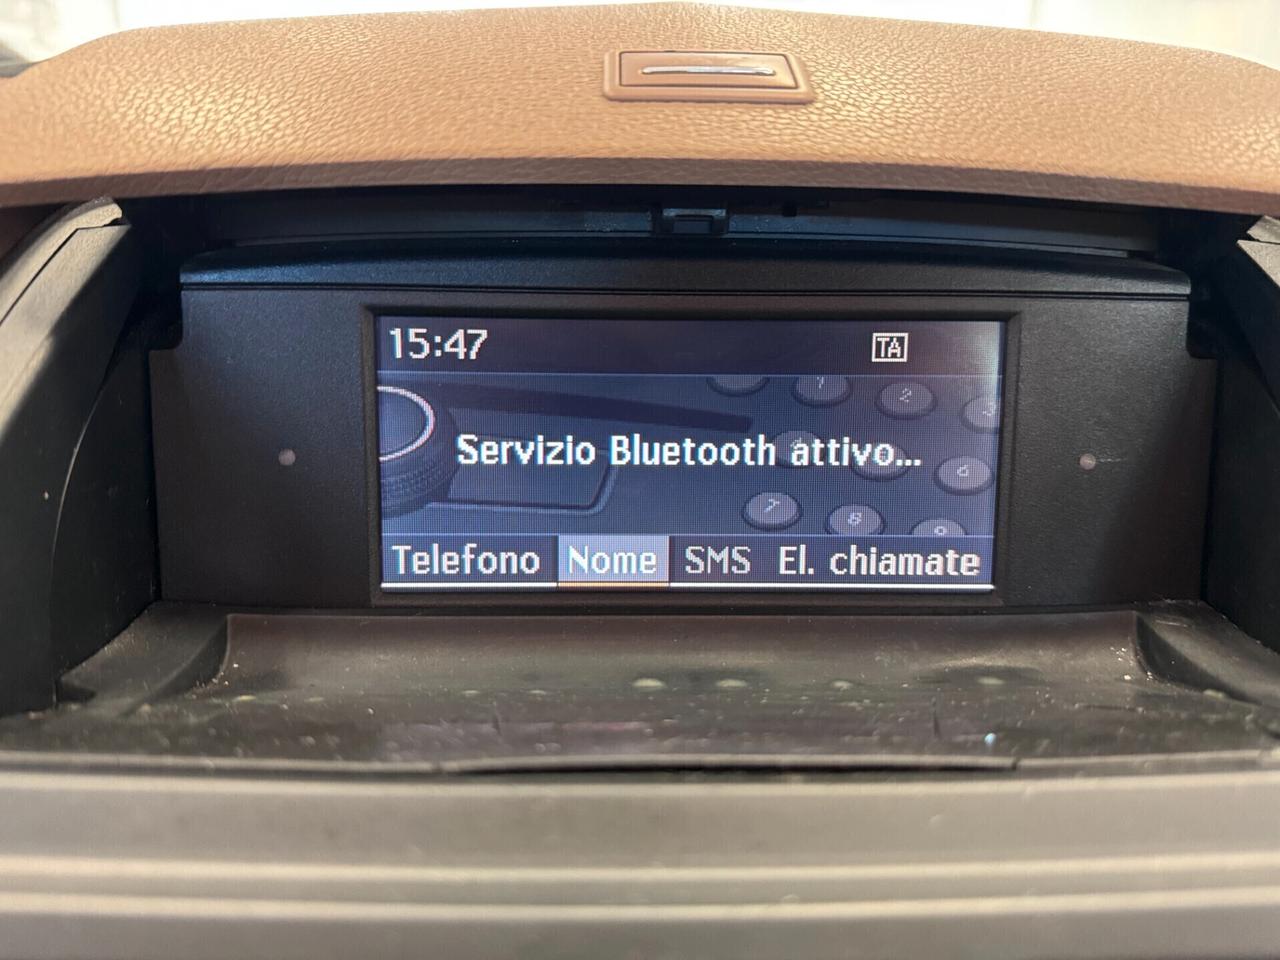 15:47 TA
Servizio Bluetooth attivo...
Telefono Nome SMS El. chiamate